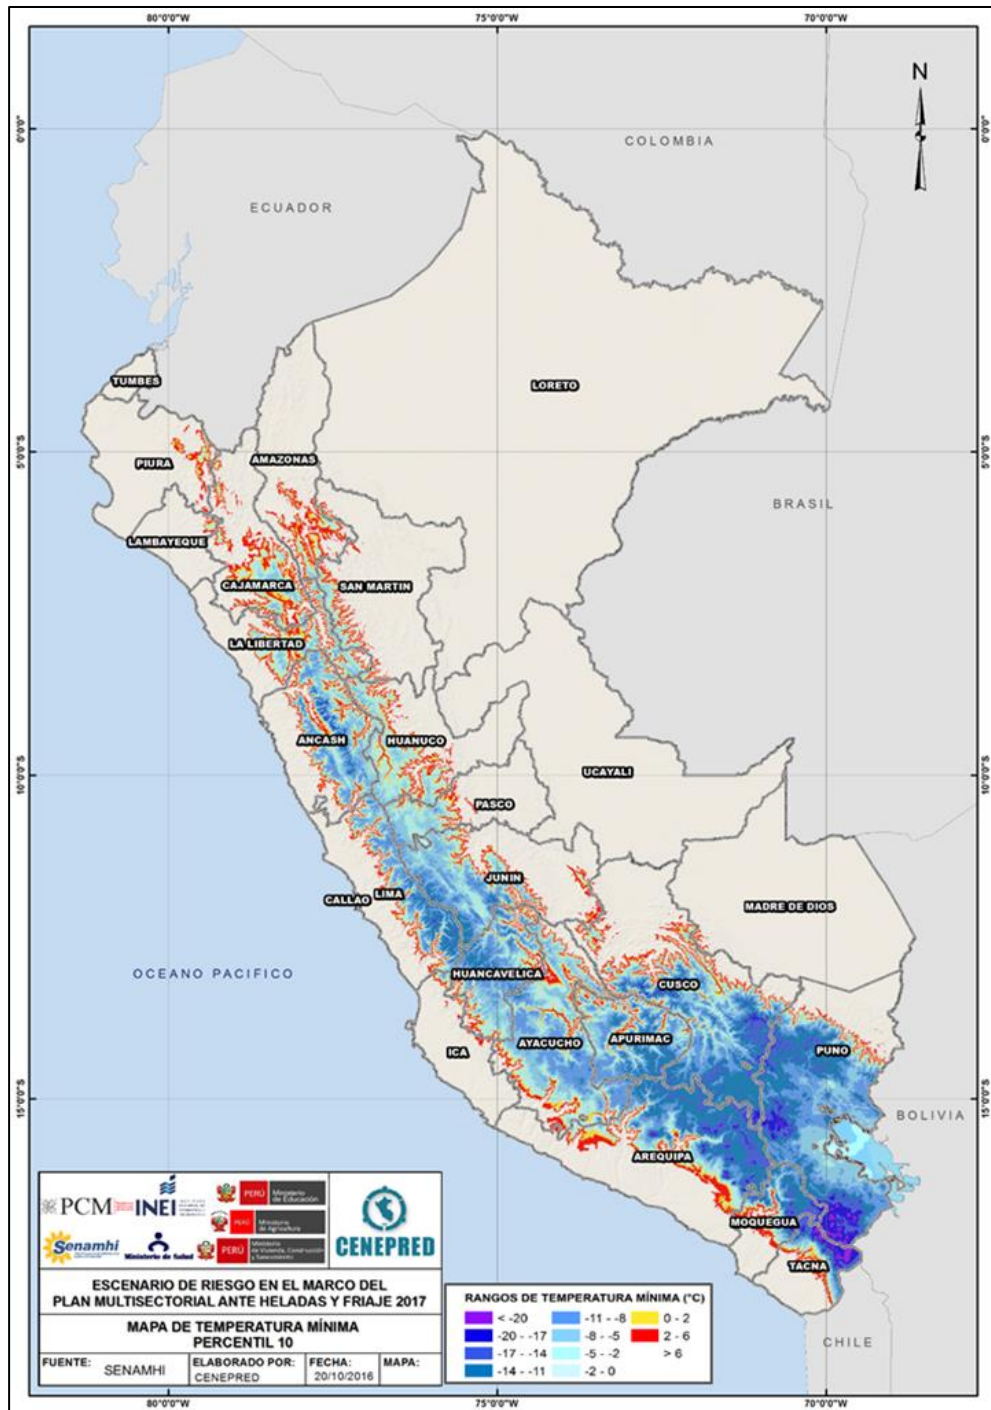 80°0'0"W 75°0'0"W 70°0'0"W
N
0°0'0"
0°0'0"
COLOMBIA
ECUADOR
TUMBES
LORETO
5°0'0"S
5°0'0"S
PIURA
AMAZONAS
BRASIL
LAMBAYEQUE
CAJAMARCA
SAN MARTIN
LA LIBERTAD
ANCASH
HUANUCO
UCAYALI
10°0'0"S
10°0'0"S
PASCO
JUNIN
LIMA
CALLAO
MADRE DE DIOS
OCEANO PACIFICO
HUANCAVELICA
CUSCO
AYACUCHO
APURIMAC
ICA
PUNO
15°0'0"S
15°0'0"S
BOLIVIA
AREQUIPA
MOQUEGUA
TACNA
CHILE
PCM
INEI
PERÚ Ministerio de Educación
PERÚ Ministerio de Agricultura
Senamhi
Ministerio de Salud
PERÚ Ministerio de Vivienda, Construcción y Saneamiento
CENEPRED
ESCENARIO DE RIESGO EN EL MARCO DEL
PLAN MULTISECTORIAL ANTE HELADAS Y FRIAJE 2017
MAPA DE TEMPERATURA MÍNIMA
PERCENTIL 10
FUENTE: SENAMHI
ELABORADO POR: CENEPRED
FECHA: 20/10/2016
MAPA:
RANGOS DE TEMPERATURA MÍNIMA (°C)
< -20
-20 - -17
-17 - -14
-14 - -11
-11 - -8
-8 - -5
-5 - -2
-2 - 0
0 - 2
2 - 6
> 6
80°0'0"W 75°0'0"W 70°0'0"W